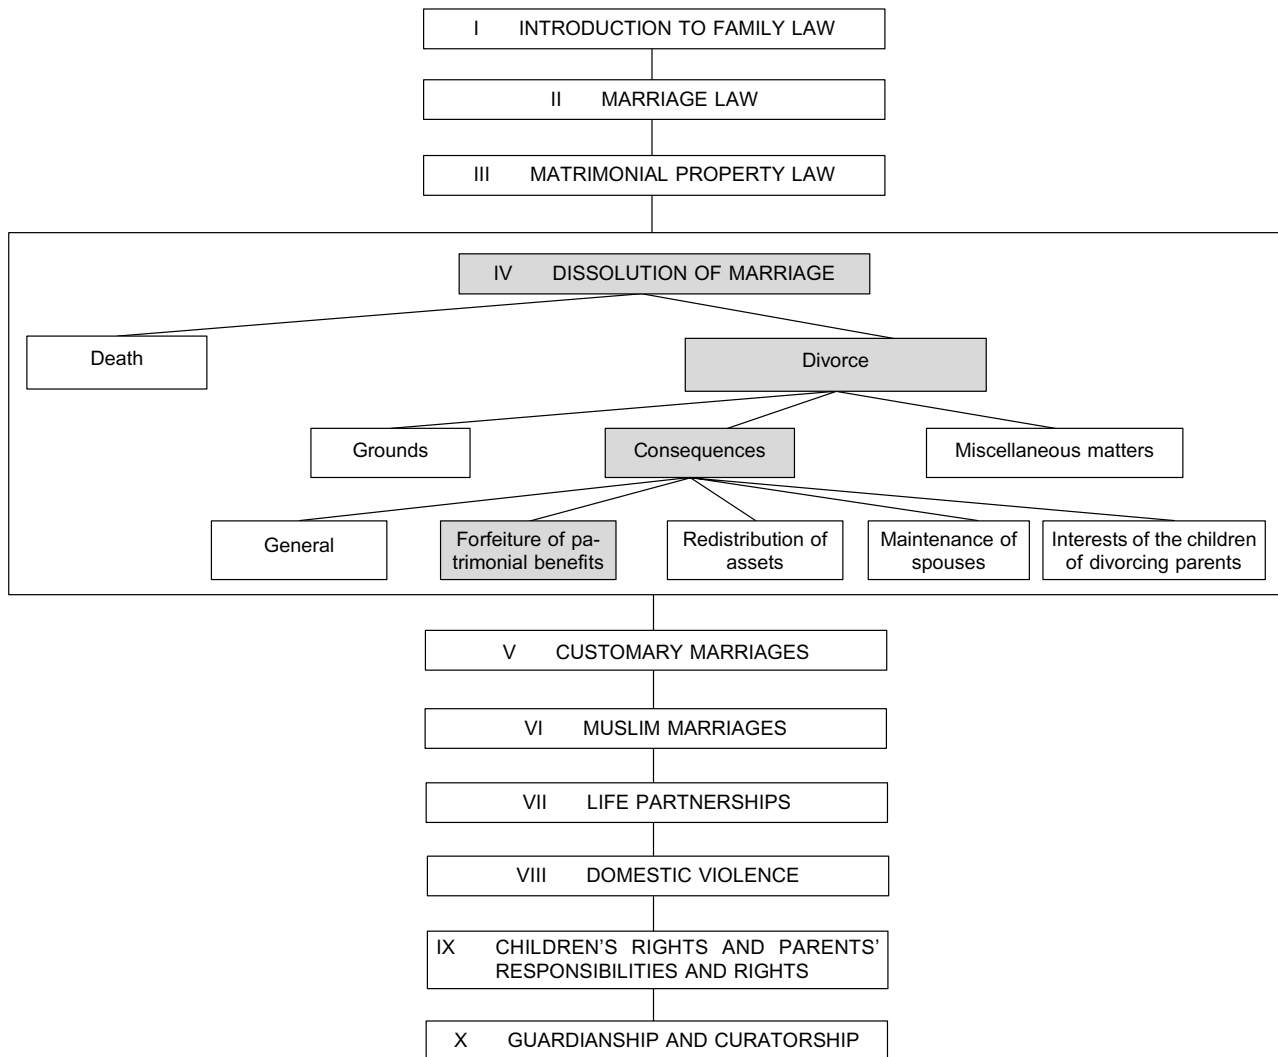 I INTRODUCTION TO FAMILY LAW
II MARRIAGE LAW
III MATRIMONIAL PROPERTY LAW
IV DISSOLUTION OF MARRIAGE
Death
Divorce
Grounds
Consequences
Miscellaneous matters
General
Forfeiture of pa-
trimonial benefits
Redistribution of
assets
Maintenance of
spouses
Interests of the children
of divorcing parents
V CUSTOMARY MARRIAGES
VI MUSLIM MARRIAGES
VII LIFE PARTNERSHIPS
VIII DOMESTIC VIOLENCE
IX CHILDREN’S RIGHTS AND PARENTS’
RESPONSIBILITIES AND RIGHTS
X GUARDIANSHIP AND CURATORSHIP